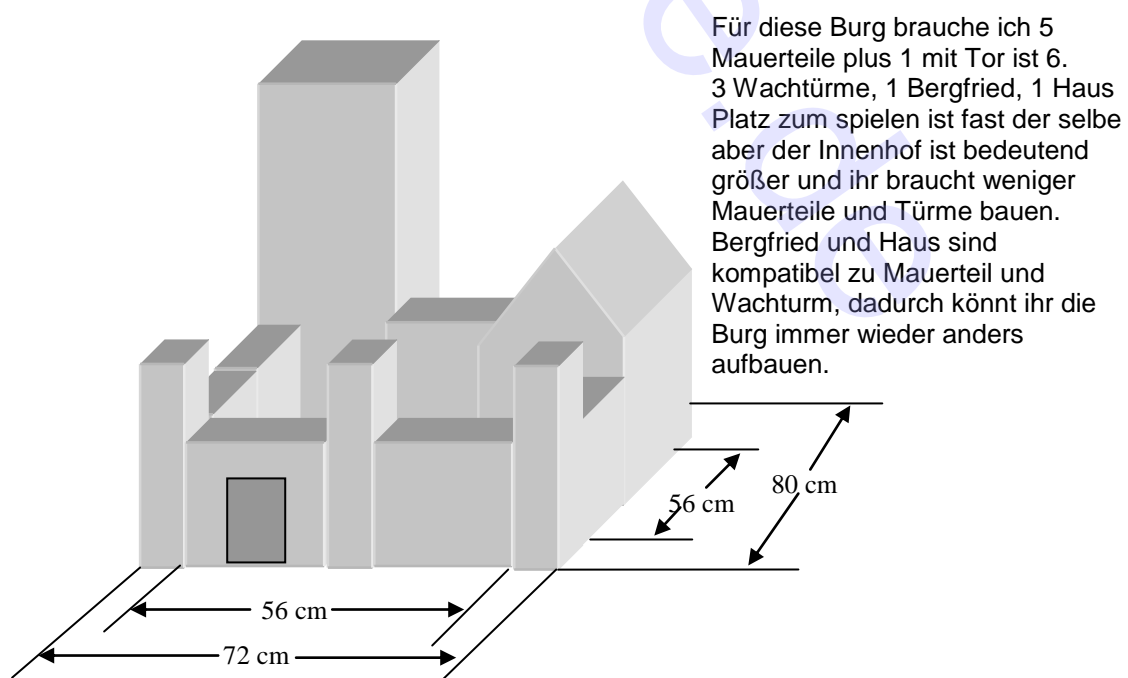 Für diese Burg brauche ich 5
Mauerteile plus 1 mit Tor ist 6.
3 Wachtürme, 1 Bergfried, 1 Haus
Platz zum spielen ist fast der selbe
aber der Innenhof ist bedeutend
größer und ihr braucht weniger
Mauerteile und Türme bauen.
Bergfried und Haus sind
kompatibel zu Mauerteil und
Wachturm, dadurch könnt ihr die
Burg immer wieder anders
aufbauen.
80 cm
56 cm
56 cm
72 cm